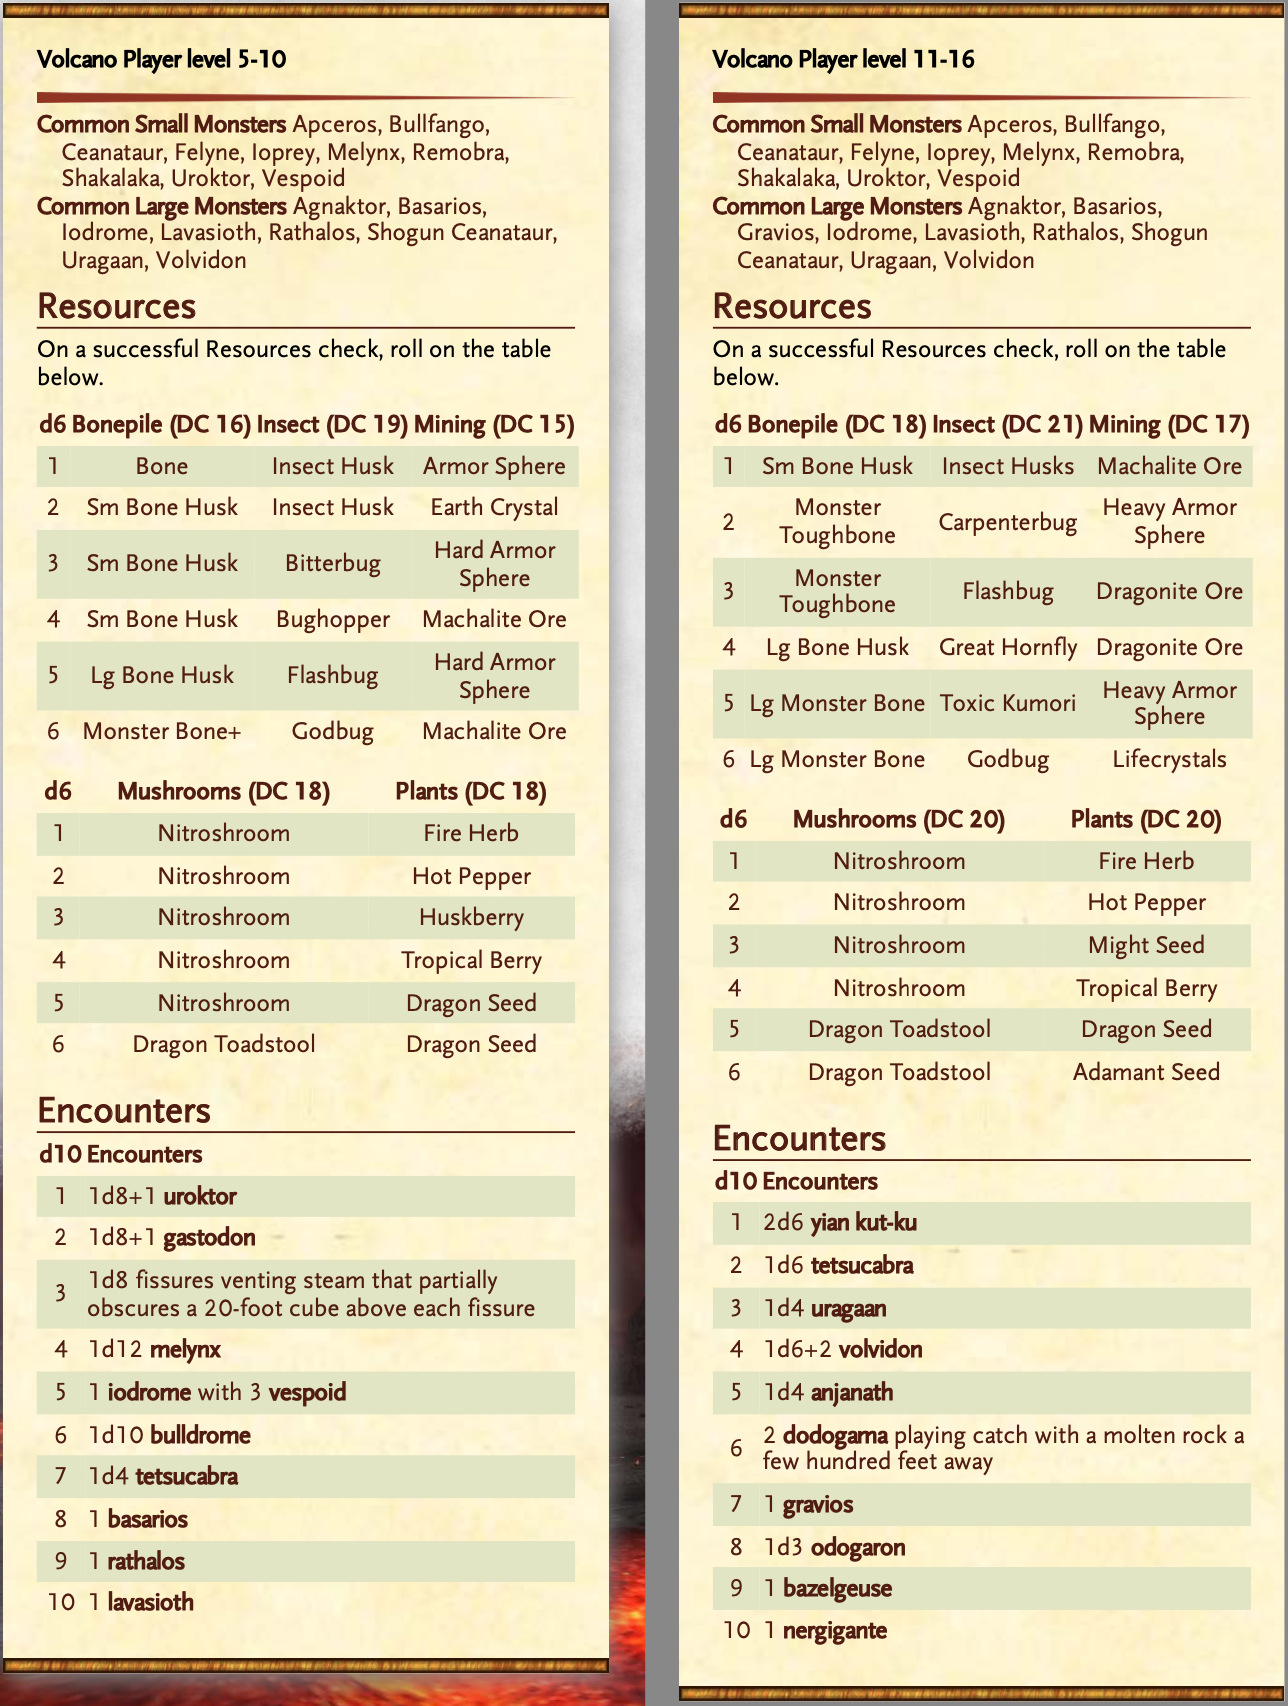 Volcano Player level 5-10
Common Small Monsters Apceros, Bullfango,
Ceanataur, Felyne, Ioprey, Melynx, Remobra,
Shakalaka, Uroktor, Vespoid
Common Large Monsters Agnaktor, Basarios,
Iodrome, Lavasioth, Rathalos, Shogun Ceanataur,
Uragaan, Volvidon
Resources
On a successful Resources check, roll on the table
below.
d6 Bonepile (DC 16) Insect (DC 19) Mining (DC 15)
1 Bone Insect Husk Armor Sphere
2 Sm Bone Husk Insect Husk Earth Crystal
3 Sm Bone Husk Bitterbug Hard Armor
Sphere
4 Sm Bone Husk Bughopper Machalite Ore
5 Lg Bone Husk Flashbug Hard Armor
Sphere
6 Monster Bone+ Godbug Machalite Ore
d6 Mushrooms (DC 18) Plants (DC 18)
1 Nitroshroom Fire Herb
2 Nitroshroom Hot Pepper
3 Nitroshroom Huskberry
4 Nitroshroom Tropical Berry
5 Nitroshroom Dragon Seed
6 Dragon Toadstool Dragon Seed
Encounters
d10 Encounters
1 1d8+1 uroktor
2 1d8+1 gastodon
3 1d8 fissures venting steam that partially
obscures a 20-foot cube above each fissure
4 1d12 melynx
5 1 iodrome with 3 vespoid
6 1d10 bulldrome
7 1d4 tetsucabra
8 1 basarios
9 1 rathalos
10 1 lavasioth
Volcano Player level 11-16
Common Small Monsters Apceros, Bullfango,
Ceanataur, Felyne, Ioprey, Melynx, Remobra,
Shakalaka, Uroktor, Vespoid
Common Large Monsters Agnaktor, Basarios,
Gravios, Iodrome, Lavasioth, Rathalos, Shogun
Ceanataur, Uragaan, Volvidon
Resources
On a successful Resources check, roll on the table
below.
d6 Bonepile (DC 18) Insect (DC 21) Mining (DC 17)
1 Sm Bone Husk Insect Husks Machalite Ore
2 Monster
Toughbone Carpenterbug Heavy Armor
Sphere
3 Monster
Toughbone Flashbug Dragonite Ore
4 Lg Bone Husk Great Hornfly Dragonite Ore
5 Lg Monster Bone Toxic Kumori Heavy Armor
Sphere
6 Lg Monster Bone Godbug Lifecrystals
d6 Mushrooms (DC 20) Plants (DC 20)
1 Nitroshroom Fire Herb
2 Nitroshroom Hot Pepper
3 Nitroshroom Might Seed
4 Nitroshroom Tropical Berry
5 Dragon Toadstool Dragon Seed
6 Dragon Toadstool Adamant Seed
Encounters
d10 Encounters
1 2d6 yian kut-ku
2 1d6 tetsucabra
3 1d4 uragaan
4 1d6+2 volvidon
5 1d4 anjanath
6 2 dodogama playing catch with a molten rock a
few hundred feet away
7 1 gravios
8 1d3 odogaron
9 1 bazelgeuse
10 1 nergigante